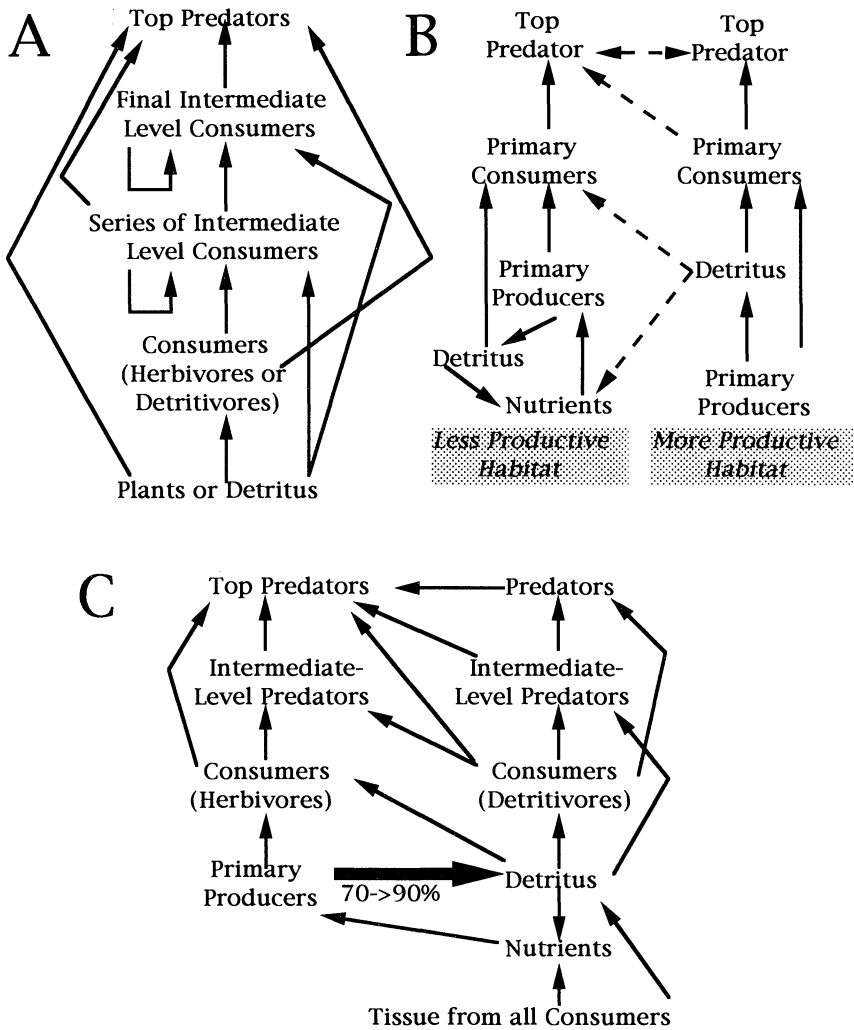 A
Top Predators
Final Intermediate
Level Consumers
Series of Intermediate
Level Consumers
Consumers
(Herbivores or
Detritivores)
Plants or Detritus
B
Top
Predator
Top
Predator
Primary
Consumers
Primary
Consumers
Primary
Producers
Detritus
Detritus
Nutrients
Primary
Producers
Less Productive
Habitat
More Productive
Habitat
C
Top Predators
Predators
Intermediate-
Level Predators
Intermediate-
Level Predators
Consumers
(Herbivores)
Consumers
(Detritivores)
Primary
Producers
70->90%
Detritus
Nutrients
Tissue from all Consumers